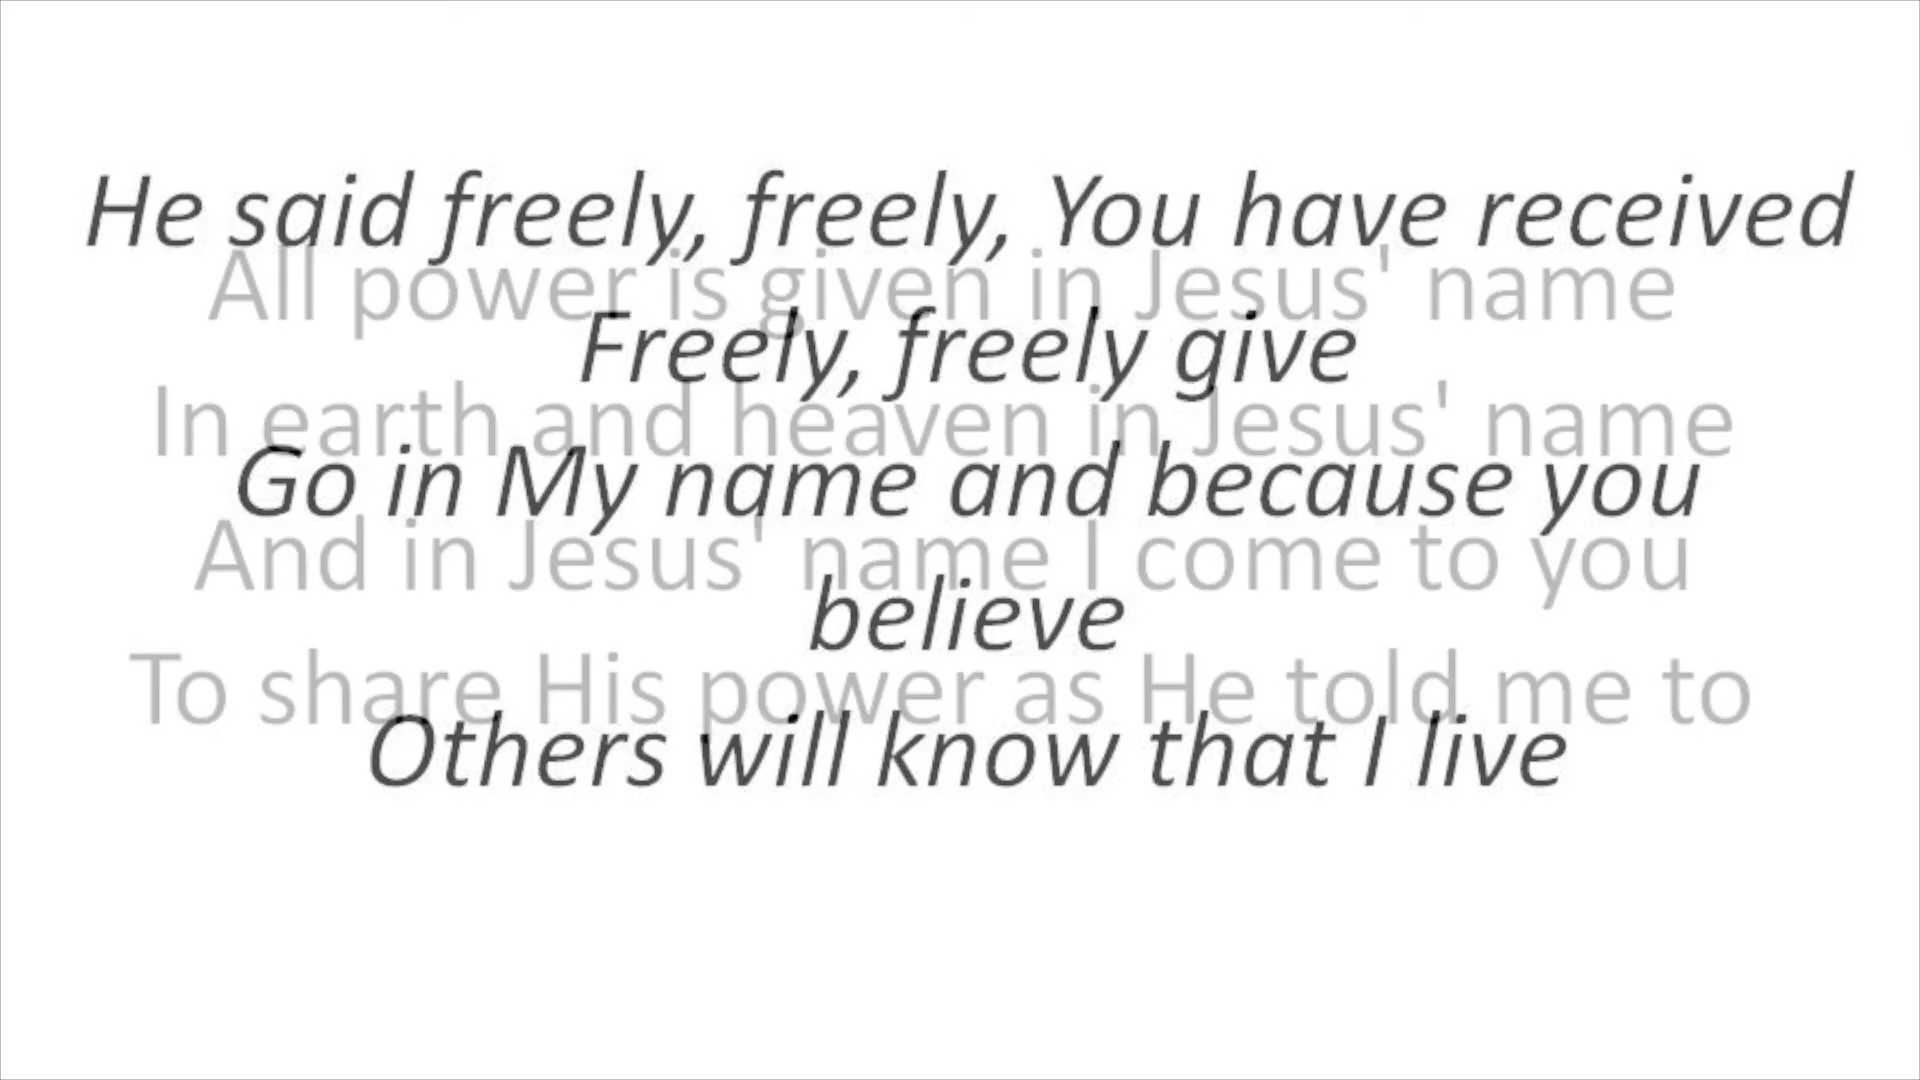 He said freely, freely, You have received
All power is given in Jesus' name
Freely, freely give
In earth and heaven in Jesus' name
Go in My name and because you
And in Jesus' name I come to you
believe
To share His power as He told me to
Others will know that I live